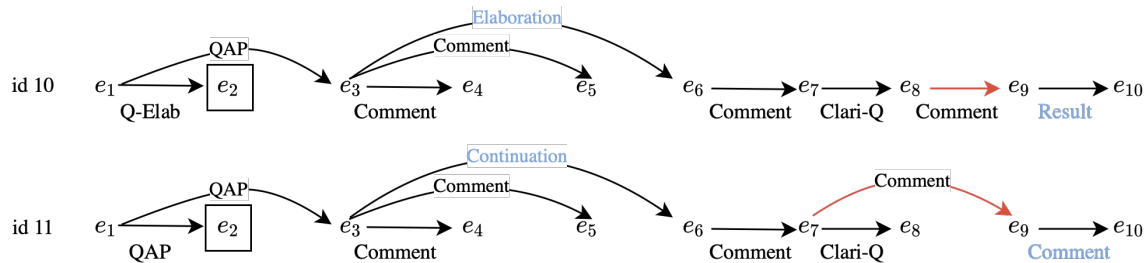 Elaboration
QAP Comment
id 10 e1 e2 e3 e4 e5 e6 e7 e8 e9 e10
Q-Elab Comment Comment Clari-Q Comment Result
Continuation
QAP Comment Comment
id 11 e1 e2 e3 e4 e5 e6 e7 e8 e9 e10
QAP Comment Comment Clari-Q Comment